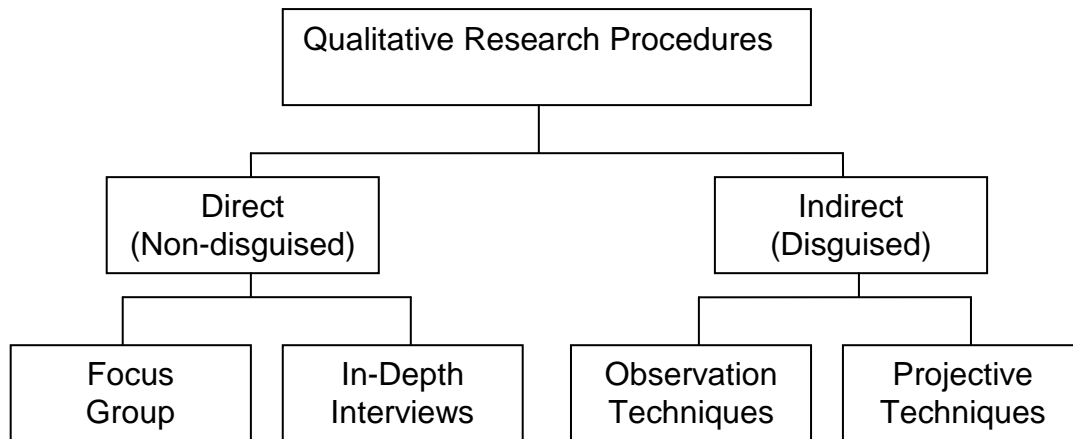 Qualitative Research Procedures
Direct
(Non-disguised)
Indirect
(Disguised)
Focus
Group
In-Depth
Interviews
Observation
Techniques
Projective
Techniques